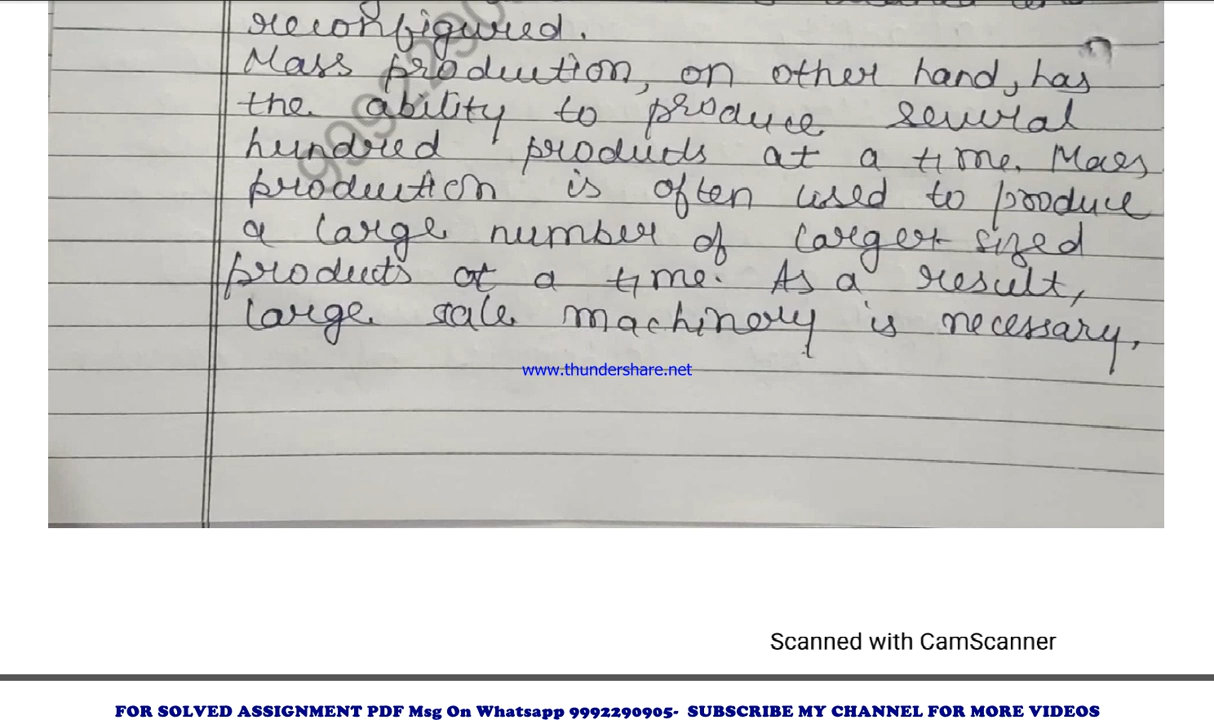 reconfigured.
Mass production, on other hand, has
the ability to produce several
hundred products at a time. Mass
production is often used to produce
a large number of larger sized
products at a time. As a result,
large scale machinery is necessary.
www.thundershare.net
Scanned with CamScanner
FOR SOLVED ASSIGNMENT PDF Msg On Whatsapp 9992290905- SUBSCRIBE MY CHANNEL FOR MORE VIDEOS